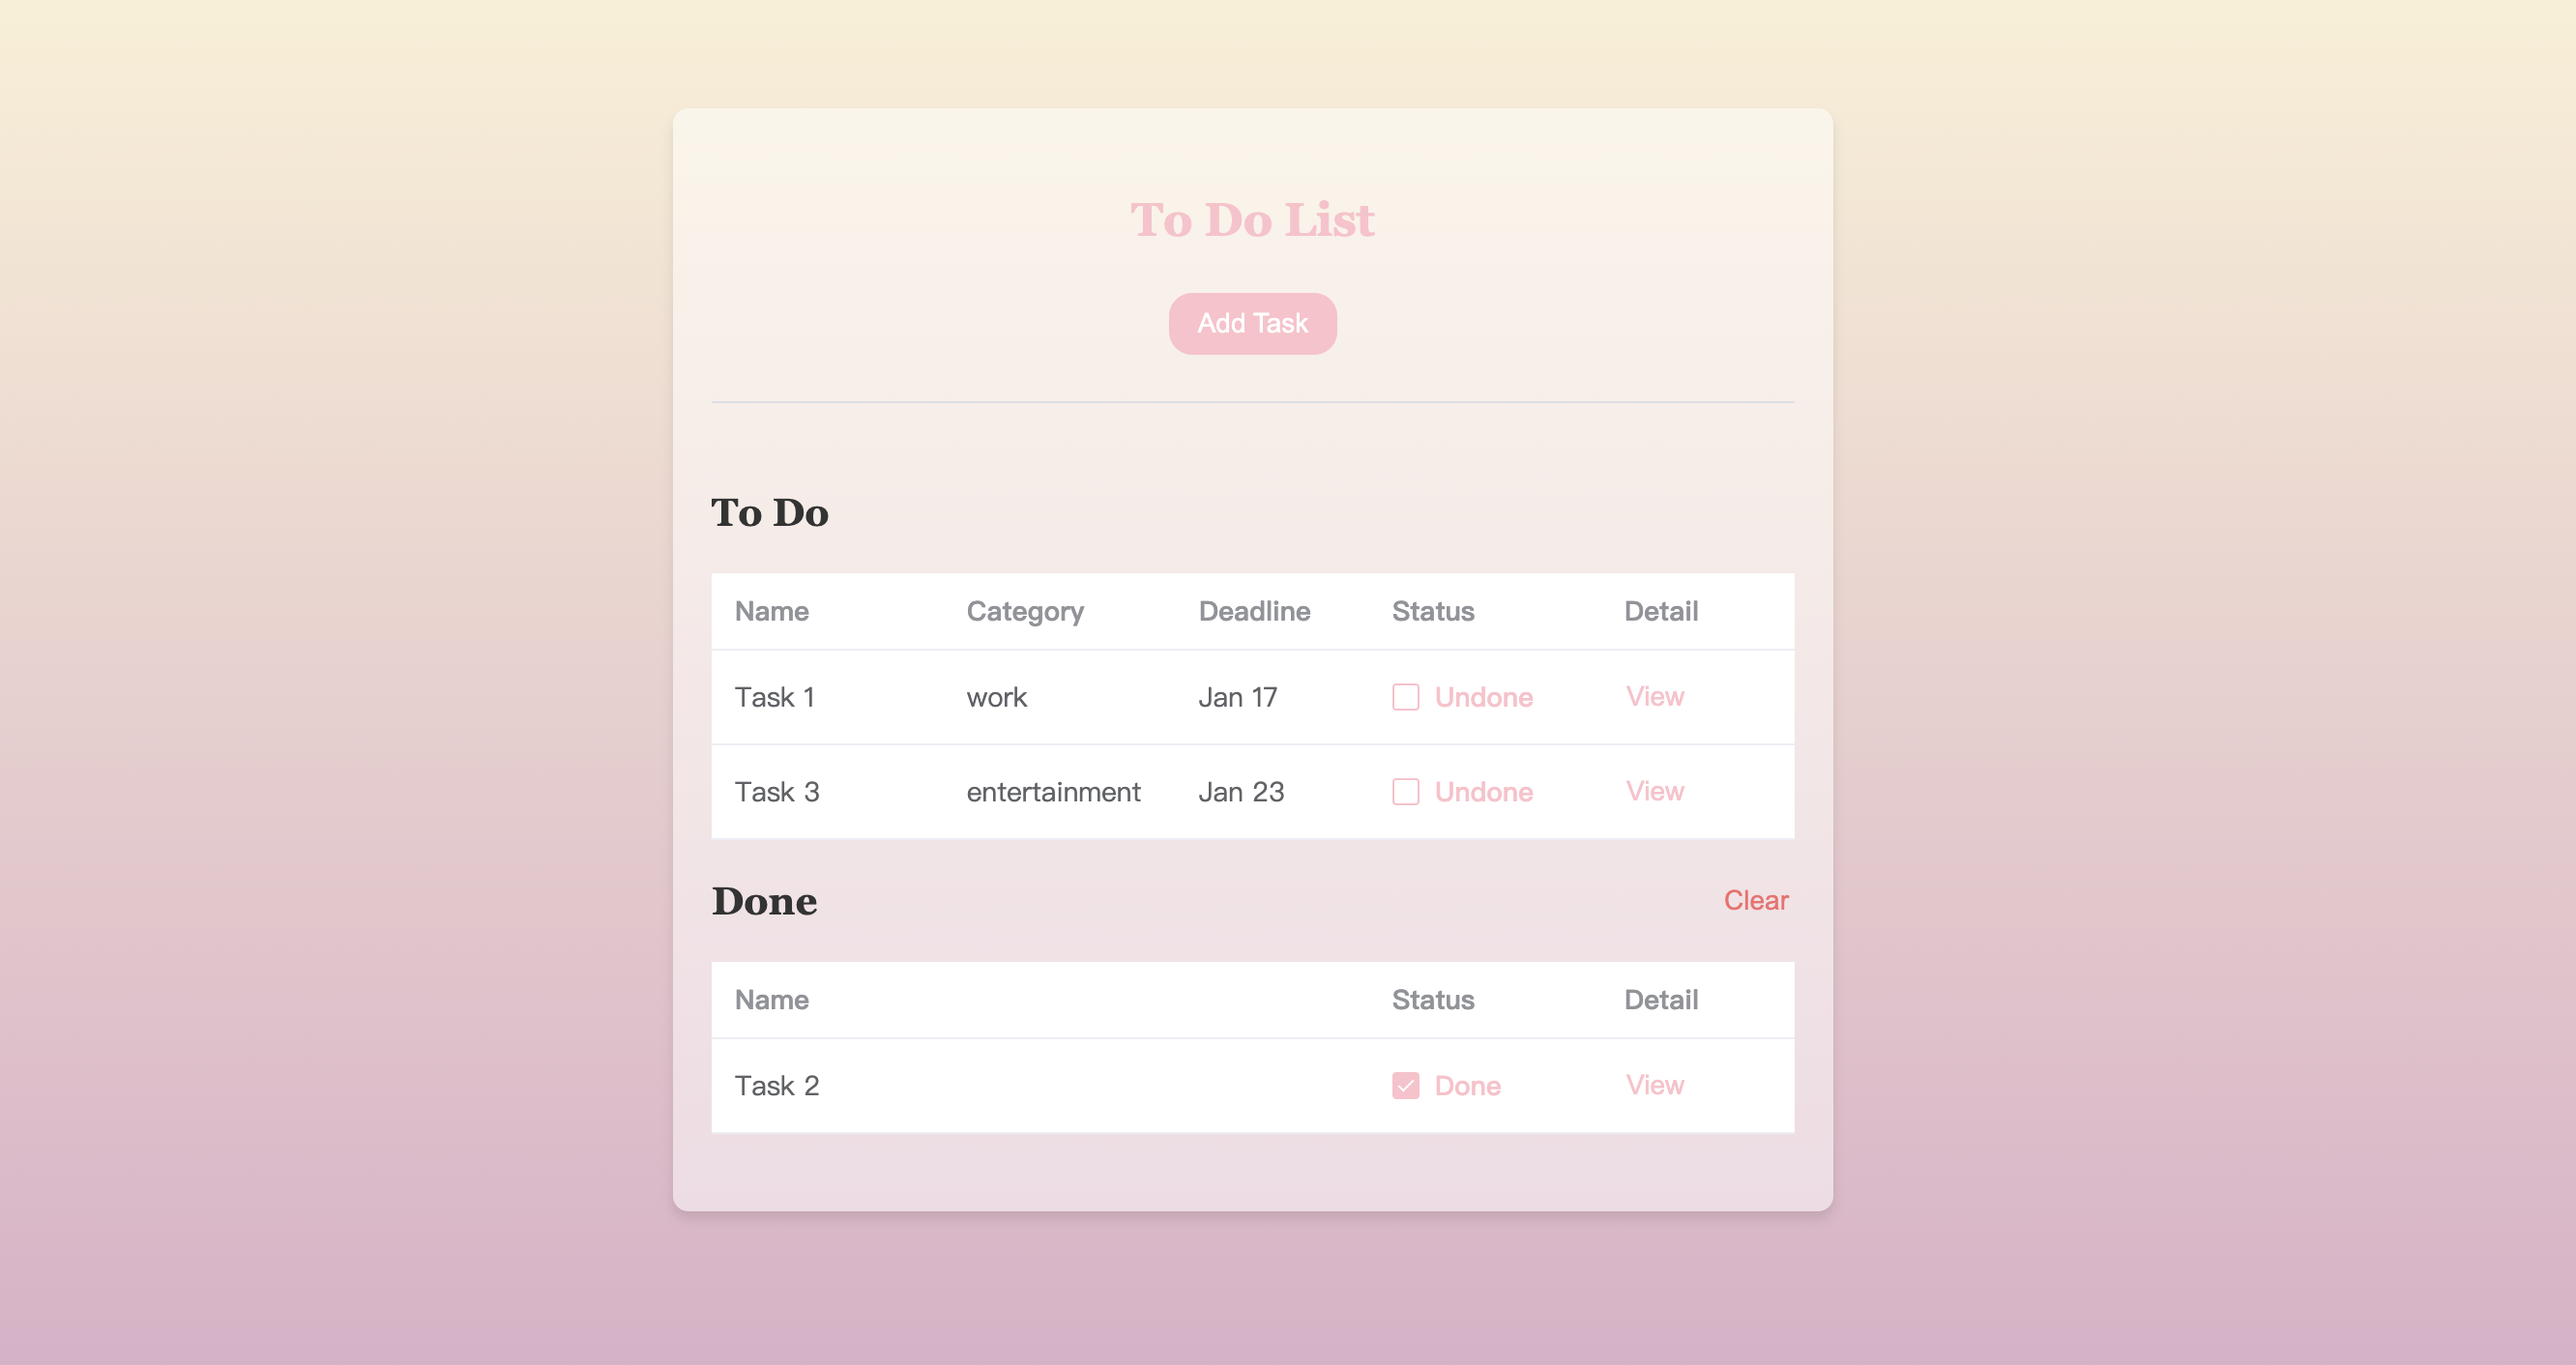 To Do List
Add Task
To Do
Name Category Deadline Status Detail
Task 1 work Jan 17 Undone View
Task 3 entertainment Jan 23 Undone View
Done Clear
Name Status Detail
Task 2 Done View